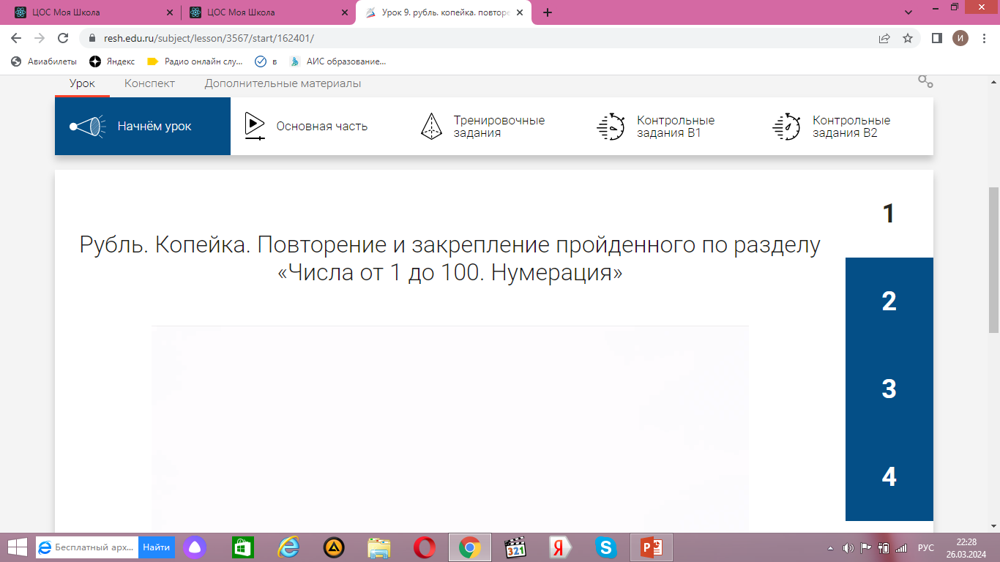 ЦОС Моя Школа
ЦОС Моя Школа
Урок 9. рубль. копейка. повторе
resh.edu.ru/subject/lesson/3567/start/162401/
И
Авиабилеты
Яндекс
Радио онлайн слу...
в
АИС образование...
Урок
Конспект
Дополнительные материалы
Начнём урок
Основная часть
Тренировочные
задания
Контрольные
задания В1
Контрольные
задания В2
Рубль. Копейка. Повторение и закрепление пройденного по разделу
«Числа от 1 до 100. Нумерация»
1
2
3
4
Бесплатный арх...
Найти
321
Я
S
P
РУС
22:28
26.03.2024